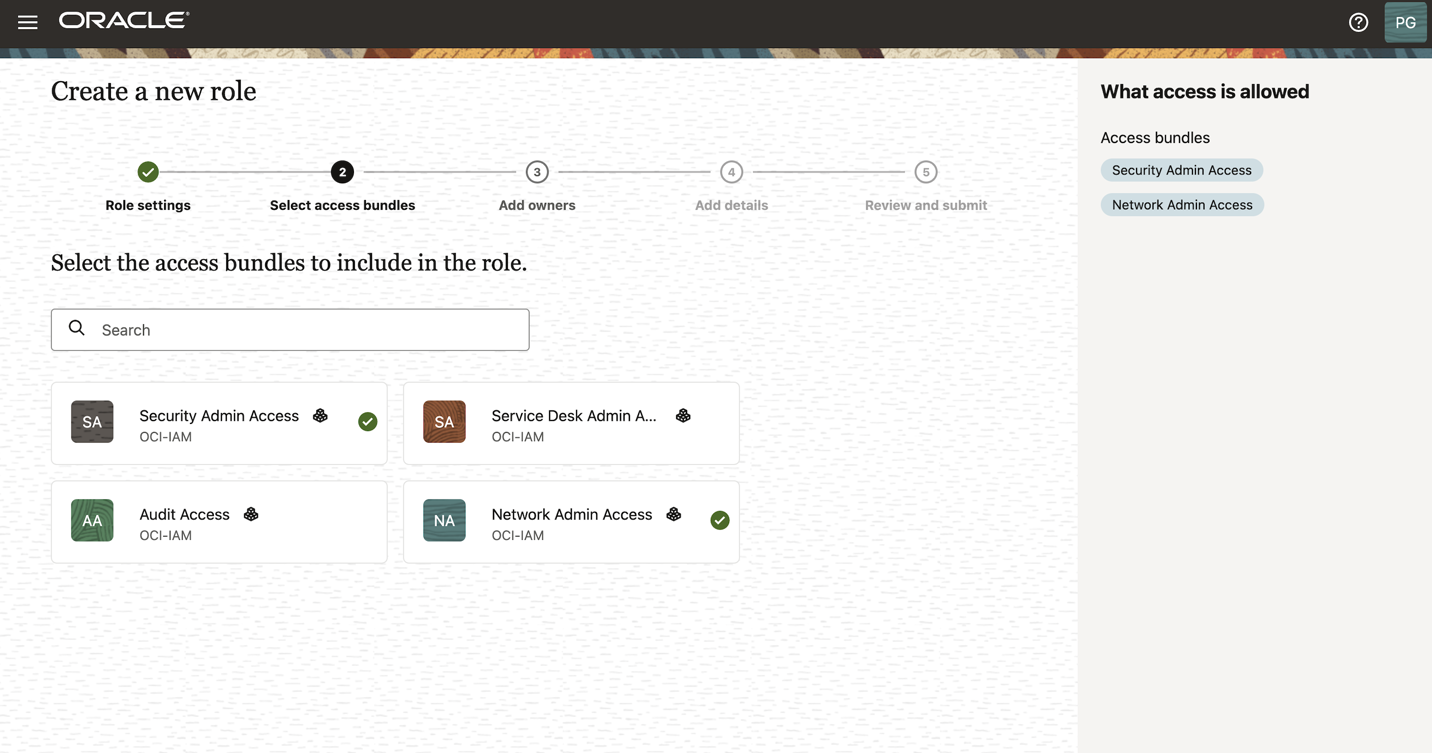 ORACLE
PG
Create a new role
2
3
4
5
Role settings
Select access bundles
Add owners
Add details
Review and submit
Select the access bundles to include in the role.
Search
SA
Security Admin Access
OCI-IAM
SA
Service Desk Admin A...
OCI-IAM
AA
Audit Access
OCI-IAM
NA
Network Admin Access
OCI-IAM
What access is allowed
Access bundles
Security Admin Access
Network Admin Access